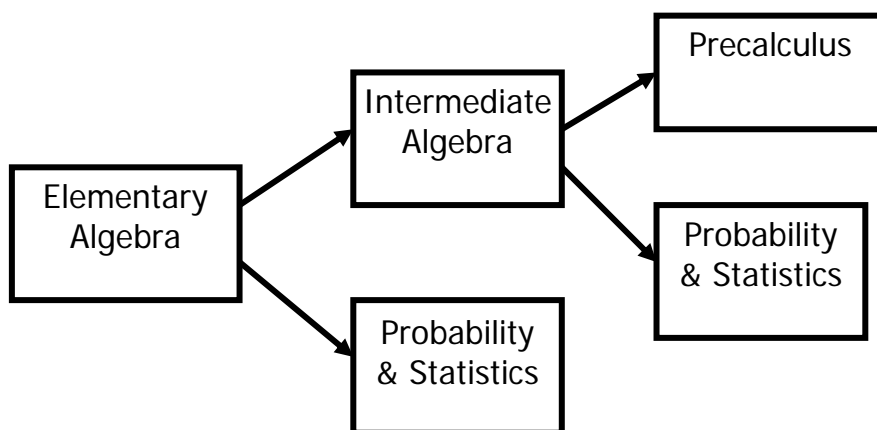 Elementary
Algebra
Intermediate
Algebra
Probability
& Statistics
Precalculus
Probability
& Statistics